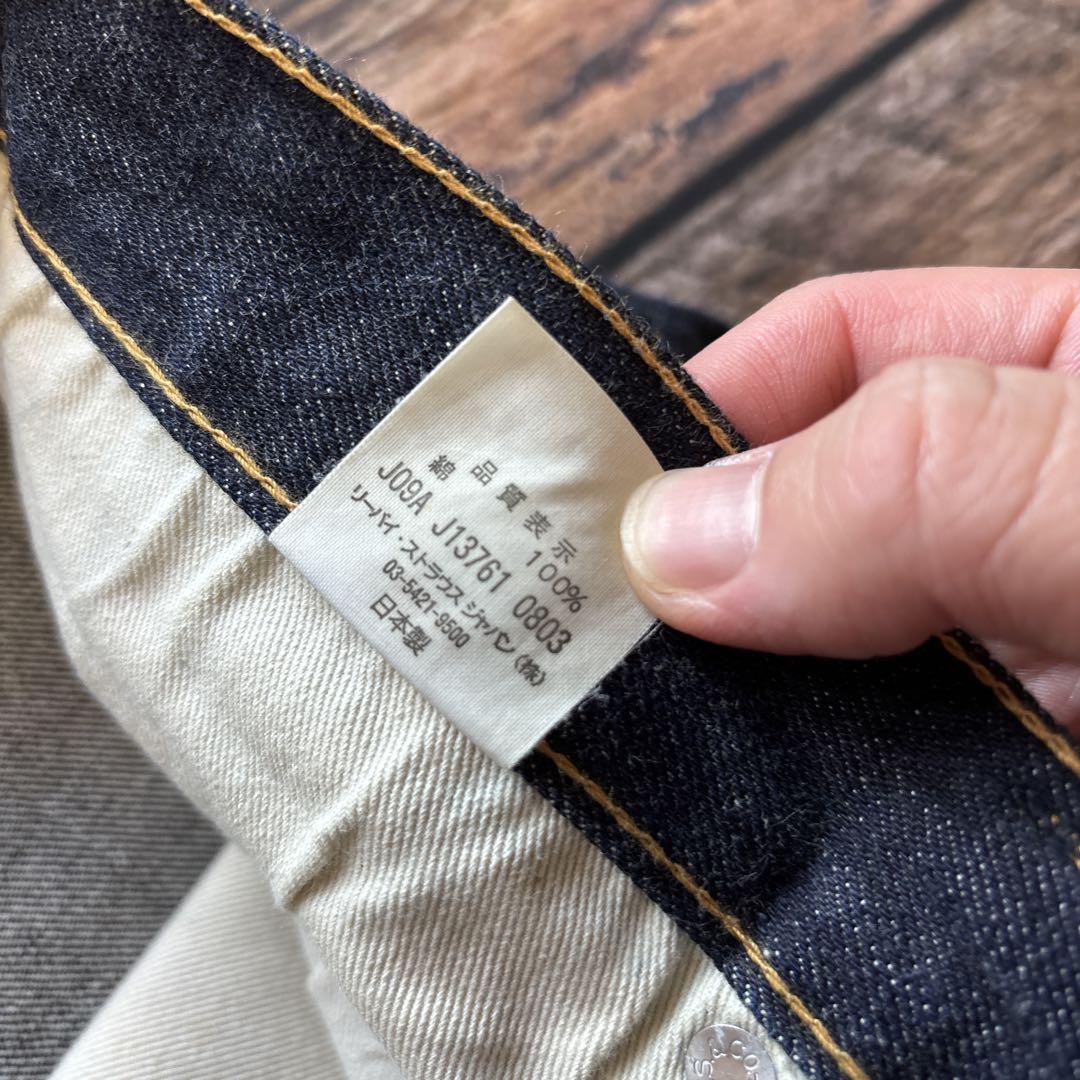 品質表示
綿 100%
J09A J13761 0803
リーバイ・ストラウス ジャパン(株)
03-5421-9500
日本製
S & CO